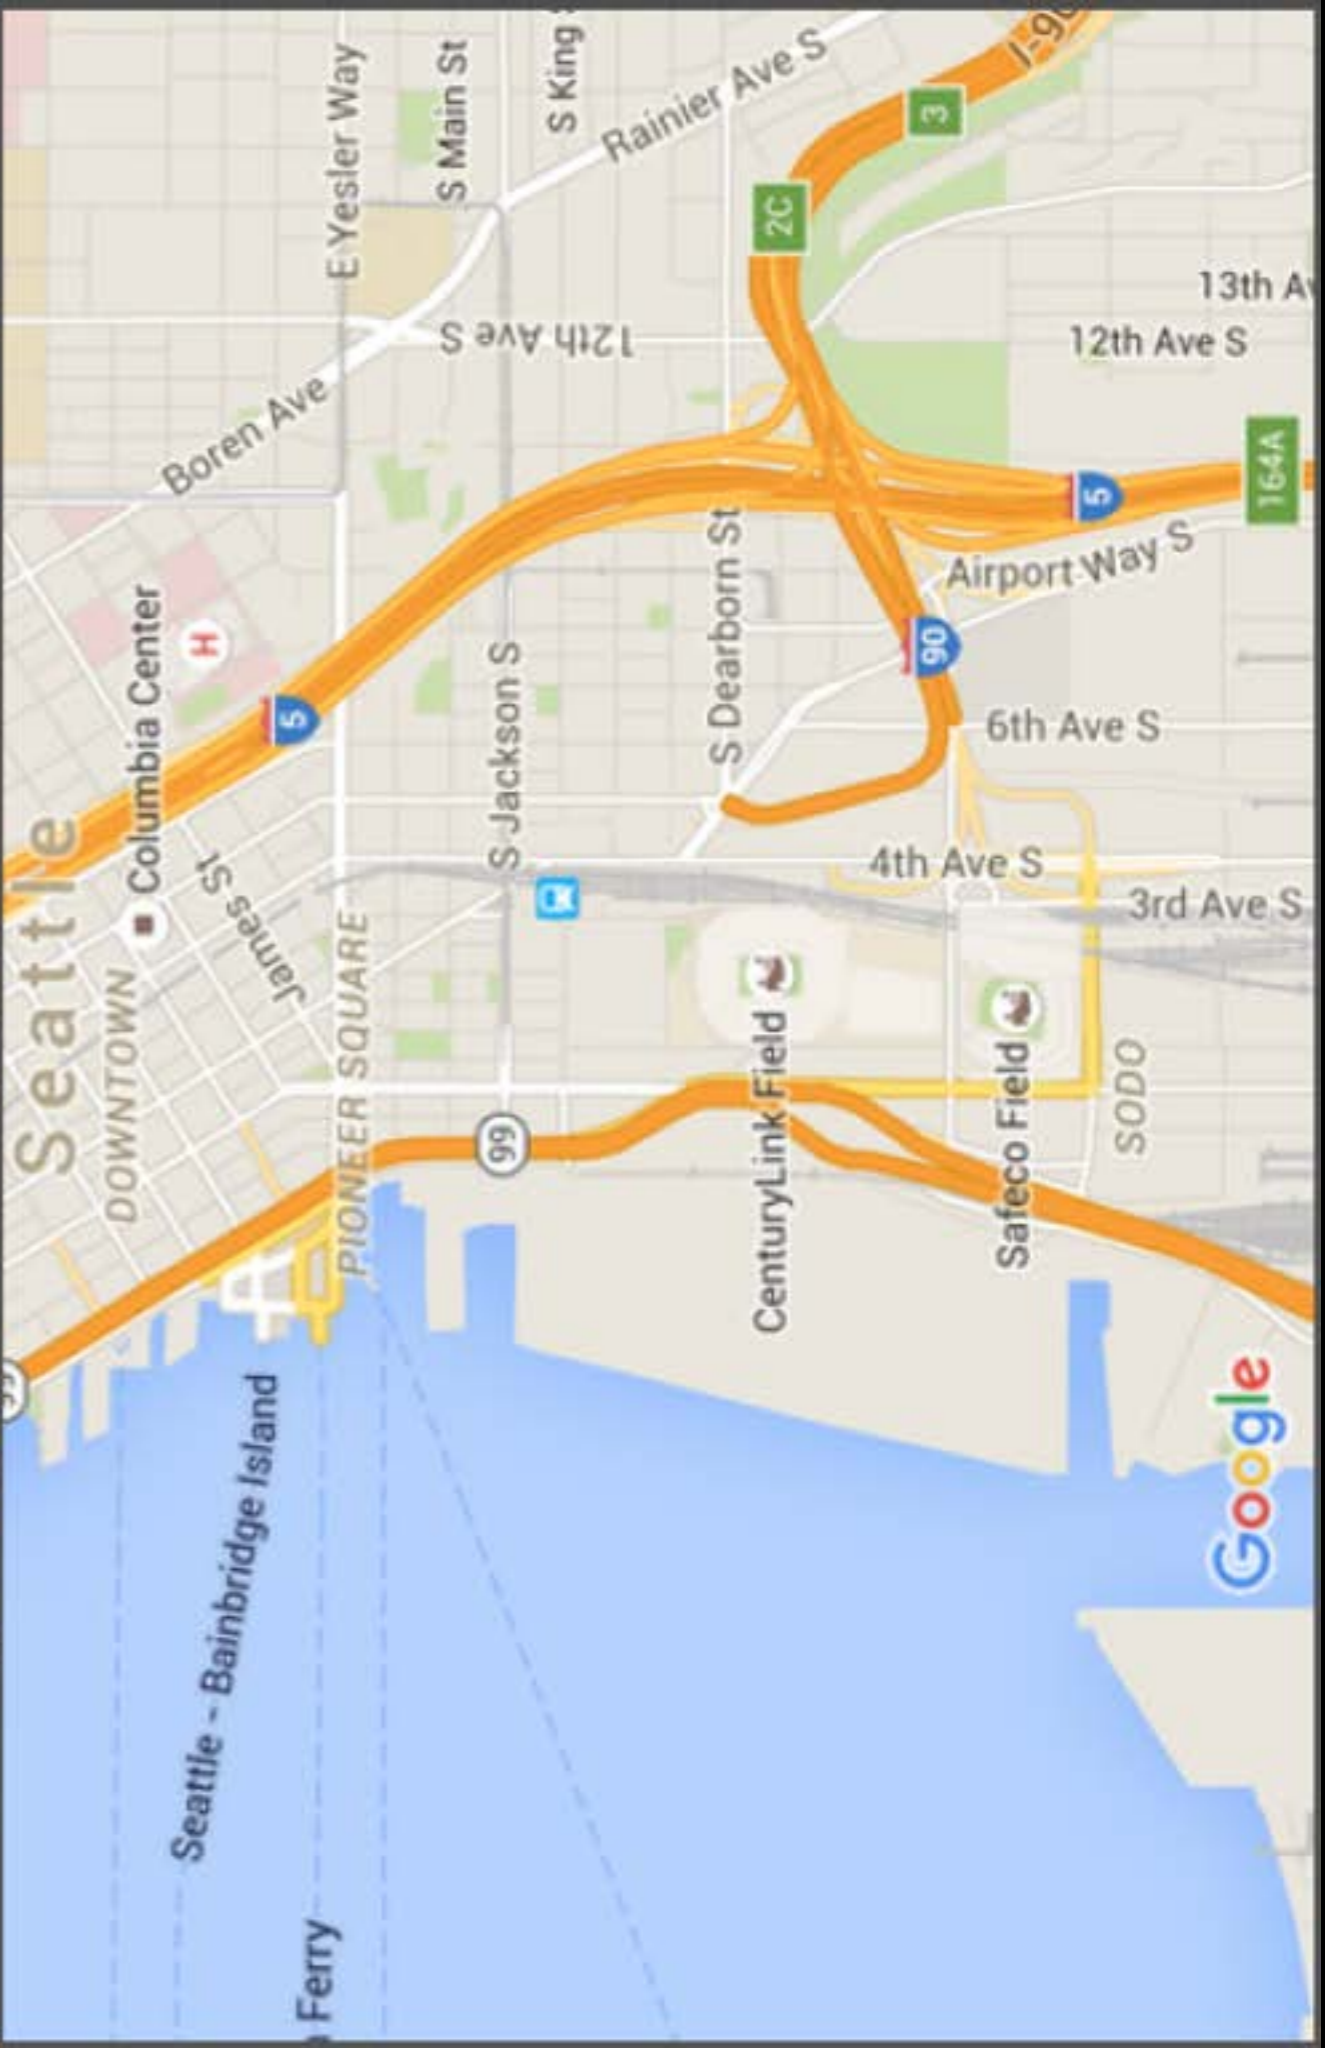 Seattle
DOWNTOWN
Columbia Center
H
James St
Boren Ave
5
E Yesler Way
PIONEER SQUARE
Seattle - Bainbridge Island
Ferry
99
S Main St
S King
12th Ave S
Rainier Ave S
S Jackson S
99
S Dearborn St
2C
3
I-90
90
CenturyLink Field
Safeco Field
4th Ave S
6th Ave S
3rd Ave S
Airport Way S
5
164A
12th Ave S
13th Av
SODO
Google